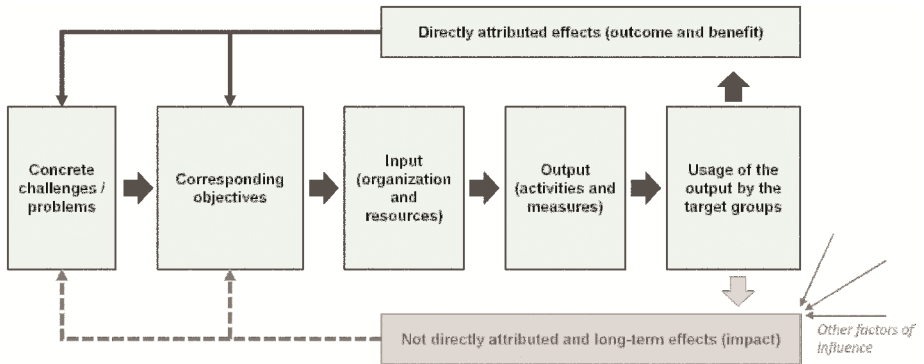 Directly attributed effects (outcome and benefit)
Concrete
challenges /
problems
Corresponding
objectives
Input
(organization
and
resources)
Output
(activities and
measures)
Usage of the
output by the
target groups
Not directly attributed and long-term effects (impact)
Other factors of
influence